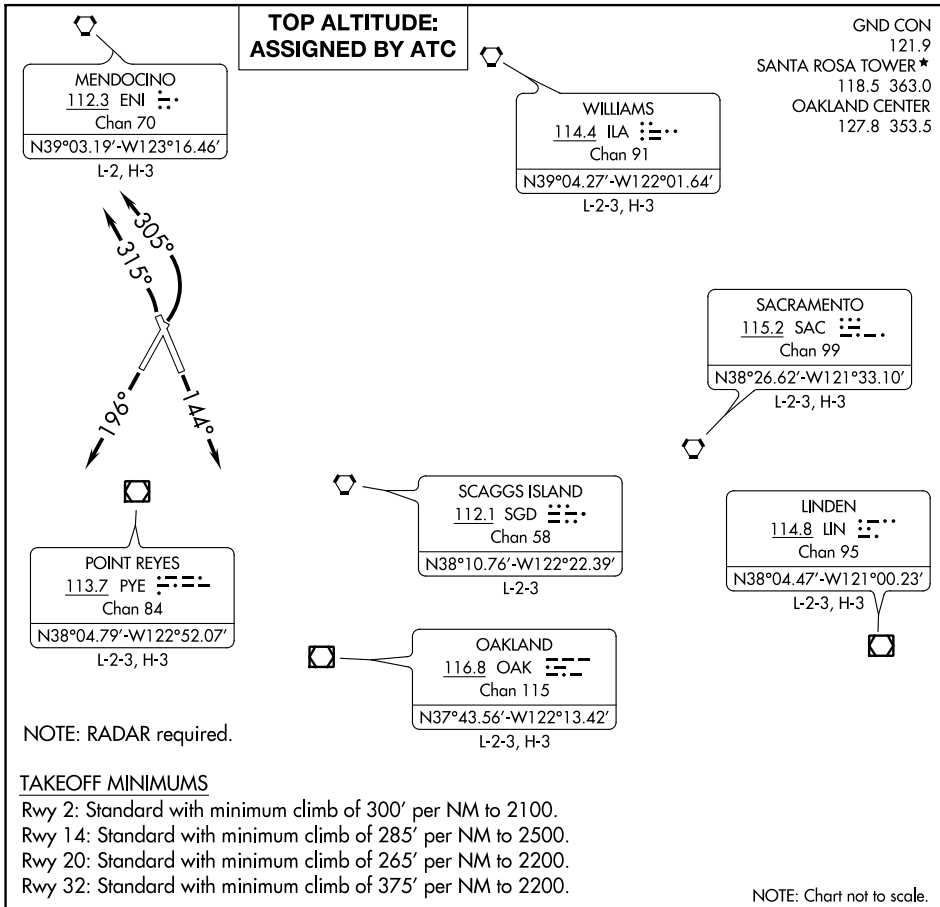 TOP ALTITUDE:
ASSIGNED BY ATC
GND CON
121.9
SANTA ROSA TOWER ★
118.5 363.0
OAKLAND CENTER
127.8 353.5
MENDOCINO
112.3 ENI
Chan 70
N39°03.19′-W123°16.46′
L-2, H-3
WILLIAMS
114.4 ILA
Chan 91
N39°04.27′-W122°01.64′
L-2-3, H-3
305°
315°
196°
144°
SACRAMENTO
115.2 SAC
Chan 99
N38°26.62′-W121°33.10′
L-2-3, H-3
SCAGGS ISLAND
112.1 SGD
Chan 58
N38°10.76′-W122°22.39′
L-2-3
LINDEN
114.8 LIN
Chan 95
N38°04.47′-W121°00.23′
L-2-3, H-3
POINT REYES
113.7 PYE
Chan 84
N38°04.79′-W122°52.07′
L-2-3, H-3
OAKLAND
116.8 OAK
Chan 115
N37°43.56′-W122°13.42′
L-2-3, H-3
NOTE: RADAR required.
TAKEOFF MINIMUMS
Rwy 2: Standard with minimum climb of 300′ per NM to 2100.
Rwy 14: Standard with minimum climb of 285′ per NM to 2500.
Rwy 20: Standard with minimum climb of 265′ per NM to 2200.
Rwy 32: Standard with minimum climb of 375′ per NM to 2200.
NOTE: Chart not to scale.